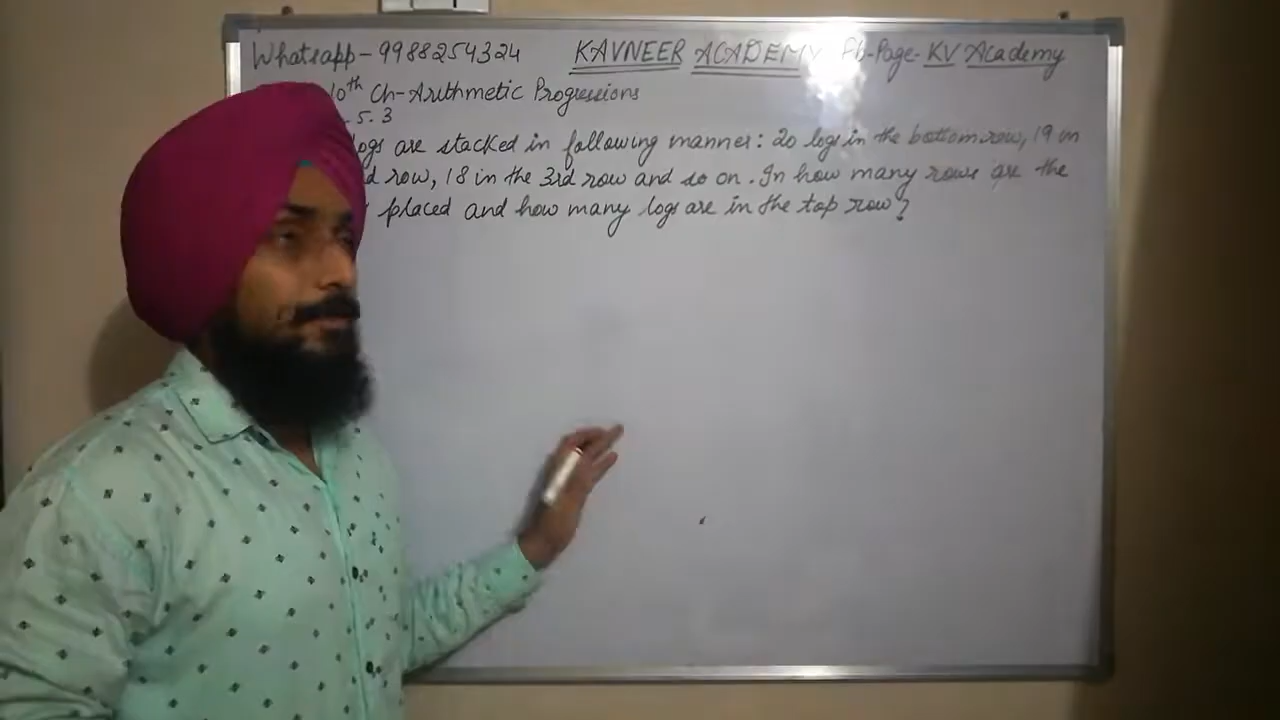 Whatsapp - 9988254324 KAVNEER ACADEMY Fb-Page- KV Academy
10th Ch-Arithmetic Progressions
5.3
are stacked in following manner: 20 logs in the bottom row, 19 in
row, 18 in the 3rd row and so on. In how many rows are the
placed and how many logs are in the top row?